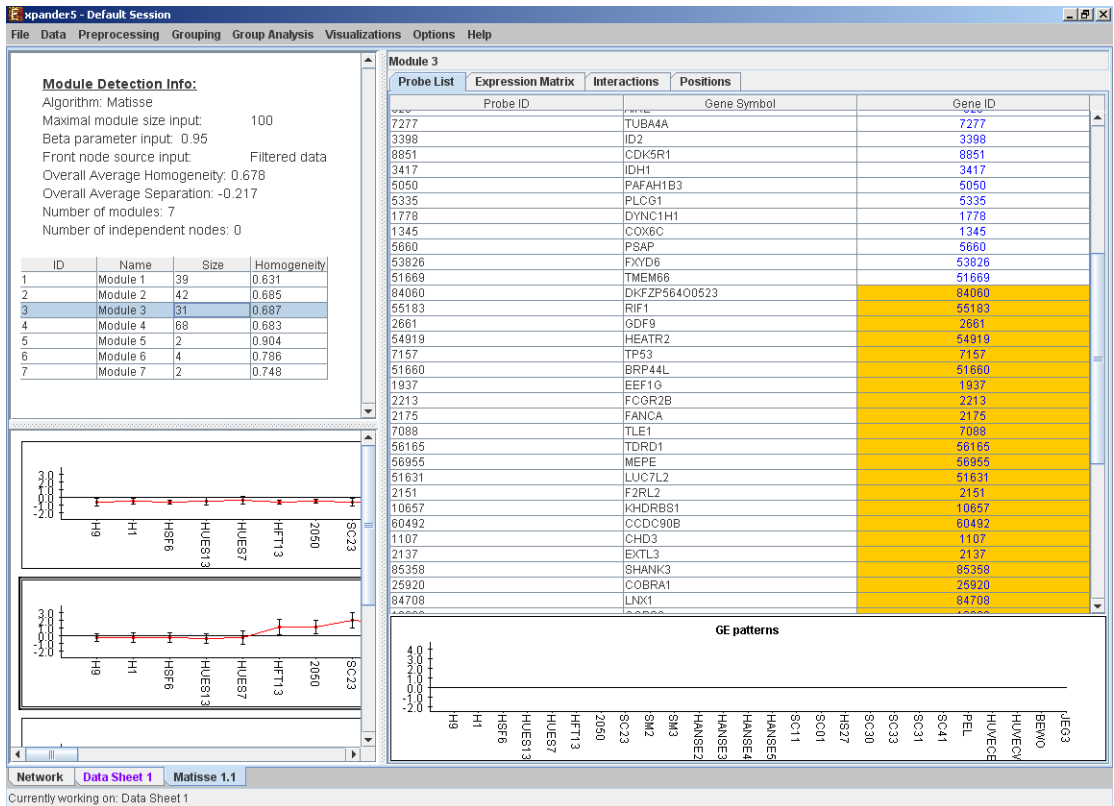 xpander5 - Default Session
File Data Preprocessing Grouping Group Analysis Visualizations Options Help
Module Detection Info:
Algorithm: Matisse
Maximal module size input: 100
Beta parameter input: 0.95
Front node source input: Filtered data
Overall Average Homogeneity: 0.678
Overall Average Separation: -0.217
Number of modules: 7
Number of independent nodes: 0
ID Name Size Homogeneity
1 Module 1 39 0.631
2 Module 2 42 0.685
3 Module 3 31 0.687
4 Module 4 68 0.683
5 Module 5 2 0.904
6 Module 6 4 0.786
7 Module 7 2 0.748
3.0
2.0
1.0
0.0
-1.0
-2.0
H9 H1 HSF6 HUES13 HUES7 HFT13 2050 SC23
3.0
2.0
1.0
0.0
-1.0
-2.0
H9 H1 HSF6 HUES13 HUES7 HFT13 2050 SC23
Module 3
Probe List Expression Matrix Interactions Positions
Probe ID Gene Symbol Gene ID
7277 TUBA4A 7277
3398 ID2 3398
8851 CDK5R1 8851
3417 IDH1 3417
5050 PAFAH1B3 5050
5335 PLCG1 5335
1778 DYNC1H1 1778
1345 COX6C 1345
5660 PSAP 5660
53826 FXYD6 53826
51669 TMEM66 51669
84060 DKFZP564O0523 84060
55183 RIF1 55183
2661 GDF9 2661
54919 HEATR2 54919
7157 TP53 7157
51660 BRP44L 51660
1937 EEF1G 1937
2213 FCGR2B 2213
2175 FANCA 2175
7088 TLE1 7088
56165 TDRD1 56165
56955 MEPE 56955
51631 LUC7L2 51631
2151 F2RL2 2151
10657 KHDRBS1 10657
60492 CCDC90B 60492
1107 CHD3 1107
2137 EXTL3 2137
85358 SHANK3 85358
25920 COBRA1 25920
84708 LNX1 84708
GE patterns
4.0
3.0
2.0
1.0
0.0
-1.0
-2.0
H9 H1 HSF6 HUES13 HUES7 HFT13 2050 SC23 SM2 SM3 HANSE2 HANSE3 HANSE4 HANSE5 SC11 SC01 HS27 SC30 SC33 SC31 SC41 PEL HUVECE HUVECV BEWO JEG3
Network Data Sheet 1 Matisse 1.1
Currently working on: Data Sheet 1